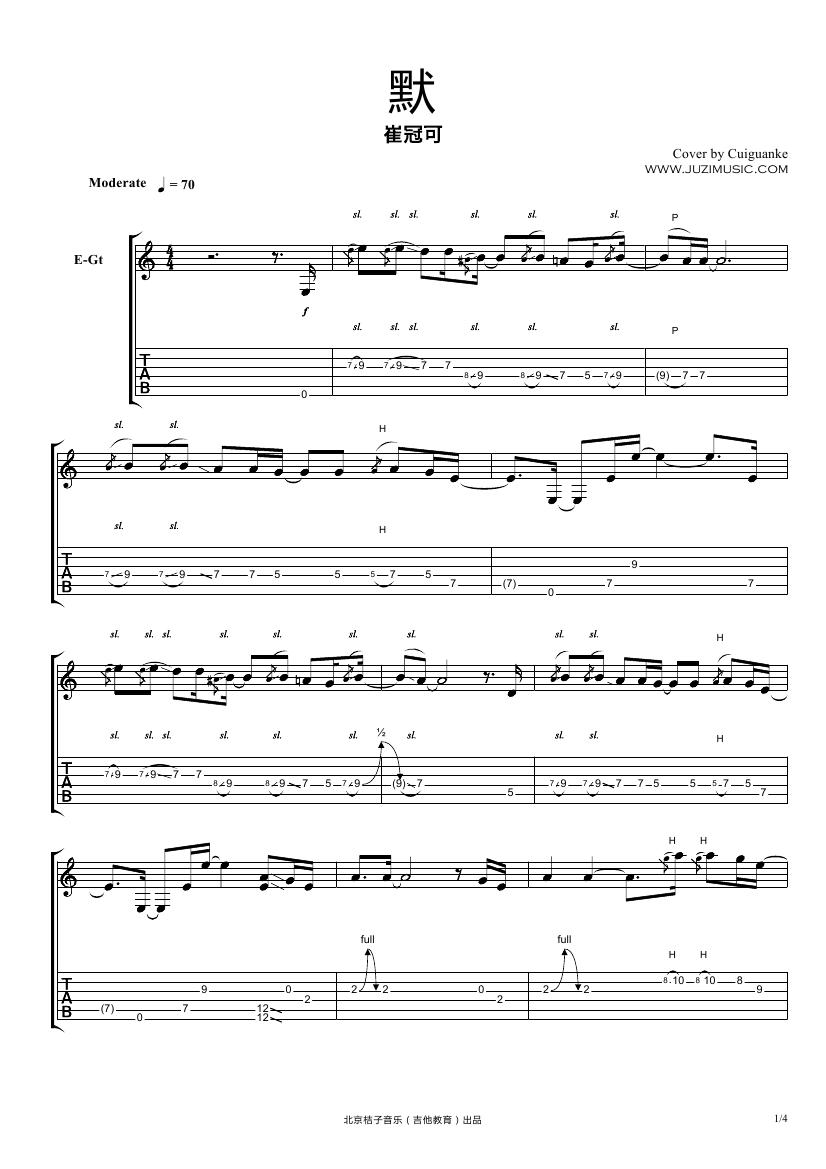 默
崔冠可
Cover by Cuiguanke
WWW.JUZIMUSIC.COM
Moderate ♩ = 70
sl. sl. sl. sl. sl. sl. P
E-Gt
4 4
f
sl. sl. sl. sl. sl. sl. P
T A B
7 9 7 9 7 7 8 9 8 9 7 5 7 9 (9) 7 7
0
sl. sl. H
sl. sl. H
T A B
7 9 7 9 7 7 5 5 5 7 5 7 (7) 0 7 9 7
sl. sl. sl. sl. sl. sl. sl. sl. sl. H
sl. sl. sl. sl. sl. sl. ½ sl. sl. sl. H
T A B
7 9 7 9 7 7 8 9 8 9 7 5 7 9 (9) 7 5 7 9 7 9 7 7 5 5 5 7 5 7
H H
full full H H
T A B
(7) 0 7 9 12 12 0 2 2 2 0 2 2 2 8 10 8 10 8 9
北京桔子音乐（吉他教育）出品
1/4